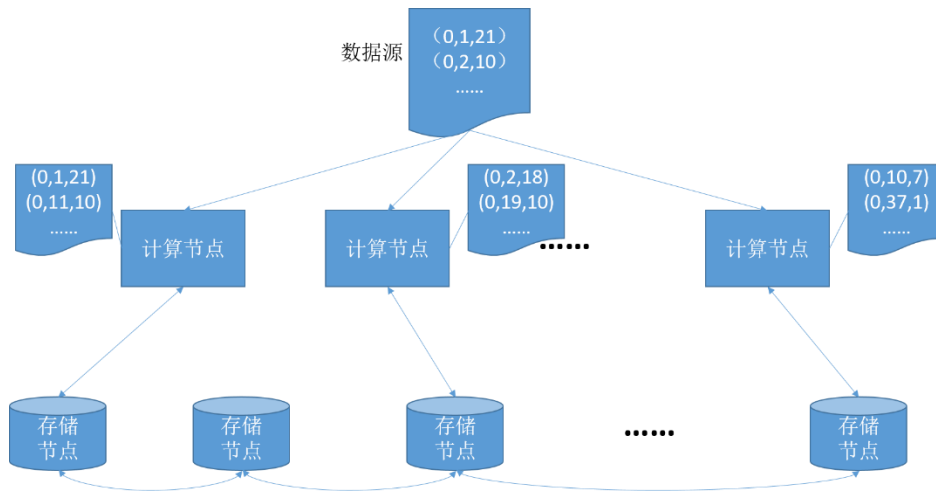 数据源
（0,1,21）
（0,2,10）
......
(0,1,21)
(0,11,10)
......
(0,2,18)
(0,19,10)
......
(0,10,7)
(0,37,1)
......
计算节点
计算节点
......
计算节点
存储
节点
存储
节点
存储
节点
......
存储
节点